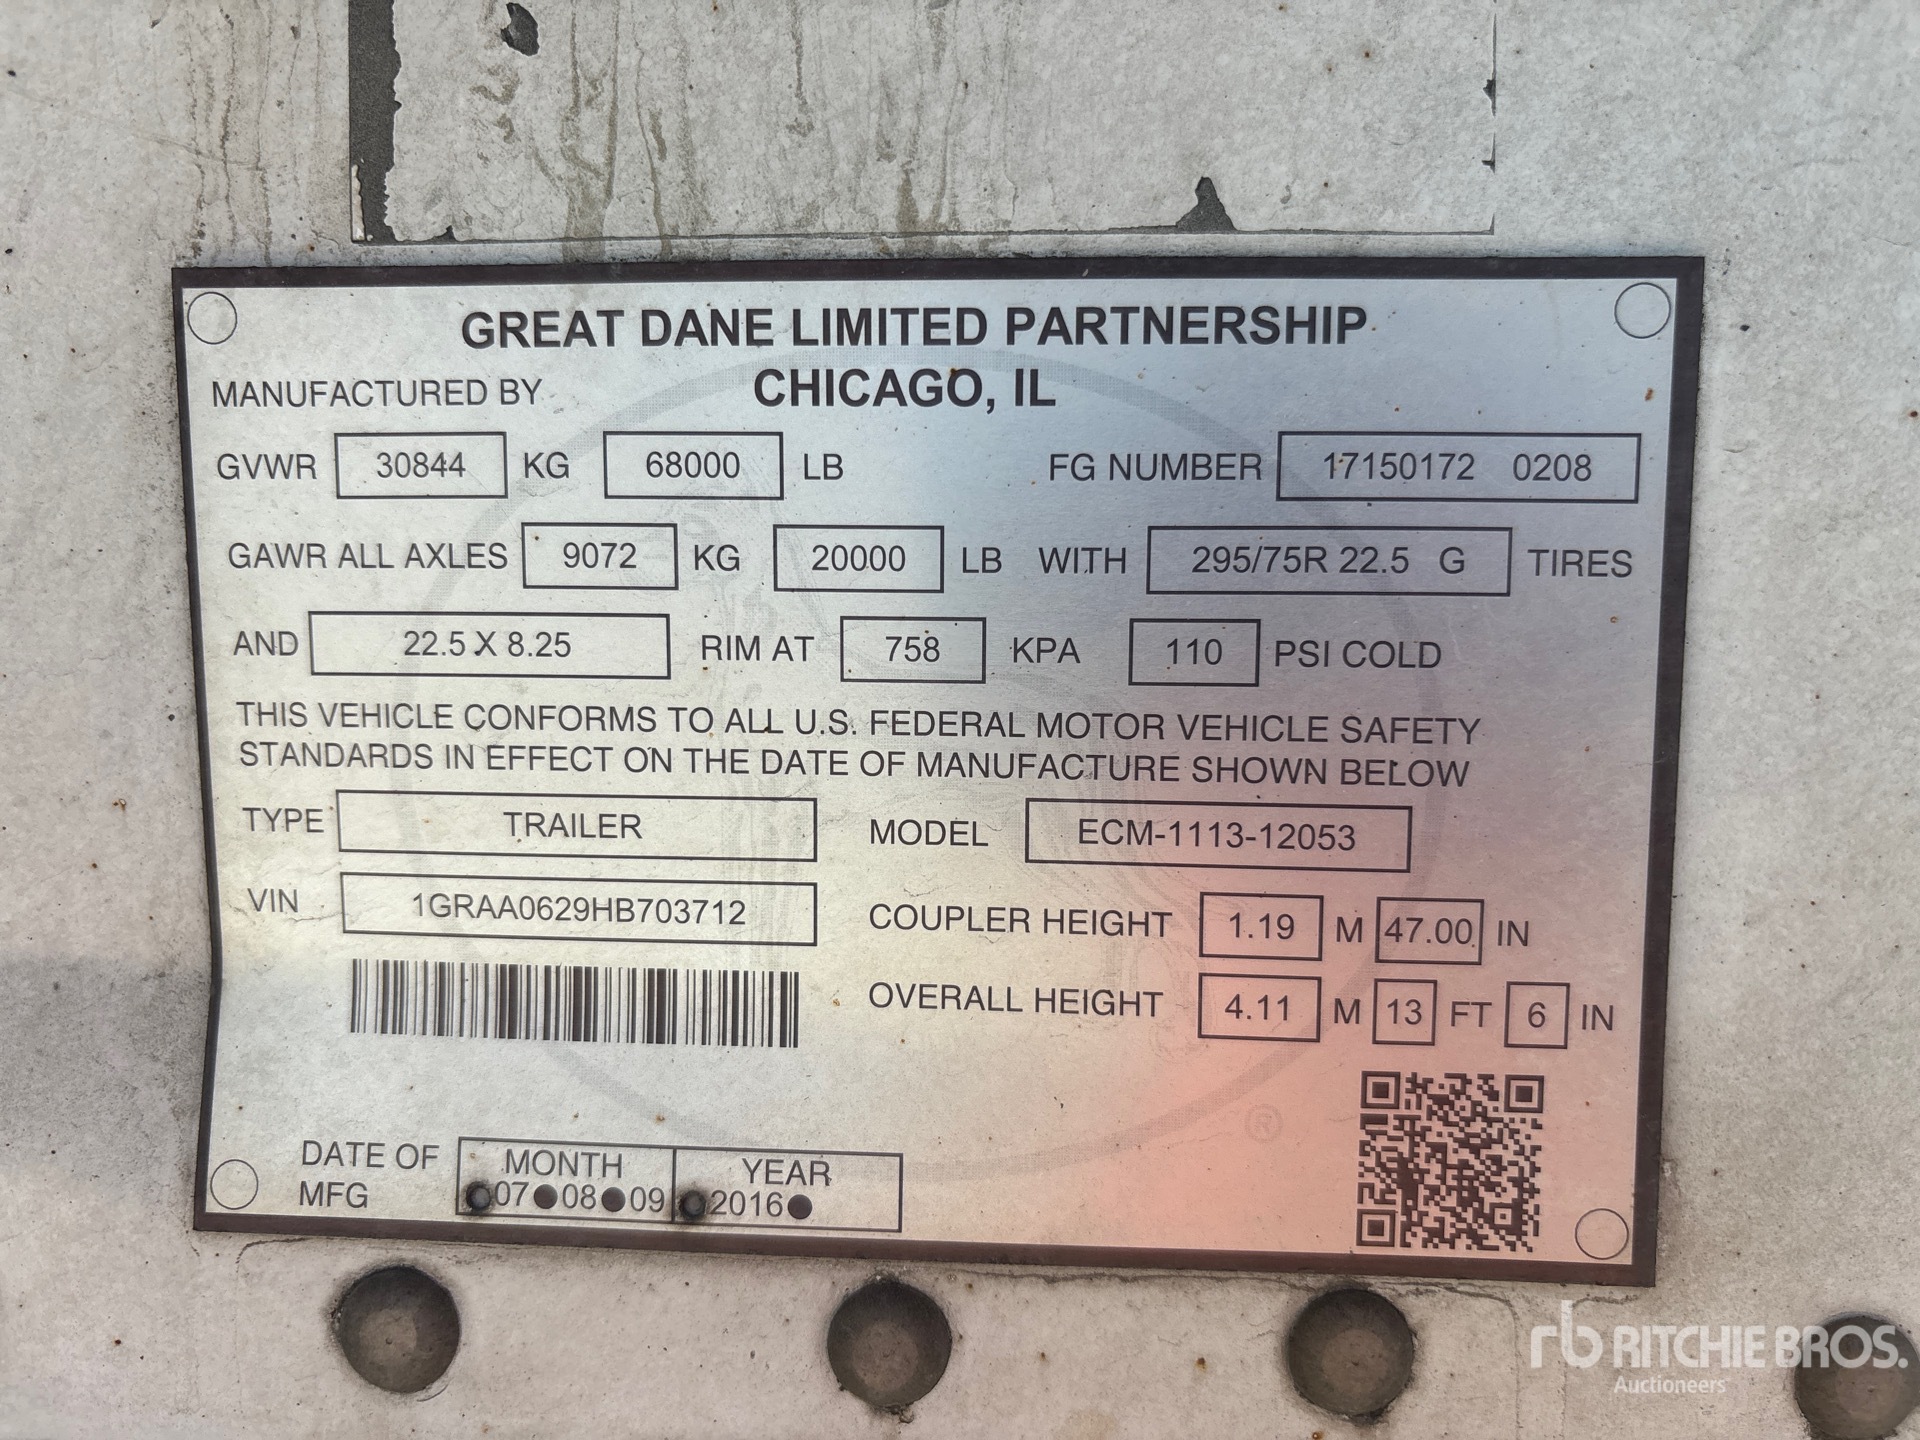 GREAT DANE LIMITED PARTNERSHIP
MANUFACTURED BY CHICAGO, IL
GVWR 30844 KG 68000 LB FG NUMBER 17150172 0208
GAWR ALL AXLES 9072 KG 20000 LB WITH 295/75R 22.5 G TIRES
AND 22.5 X 8.25 RIM AT 758 KPA 110 PSI COLD
THIS VEHICLE CONFORMS TO ALL U.S. FEDERAL MOTOR VEHICLE SAFETY
STANDARDS IN EFFECT ON THE DATE OF MANUFACTURE SHOWN BELOW
TYPE TRAILER MODEL ECM-1113-12053
VIN 1GRAA0629HB703712 COUPLER HEIGHT 1.19 M 47.00 IN
OVERALL HEIGHT 4.11 M 13 FT 6 IN
®
DATE OF MONTH YEAR
MFG 07 08 09 2016
rb RITCHIE BROS.
Auctioneers